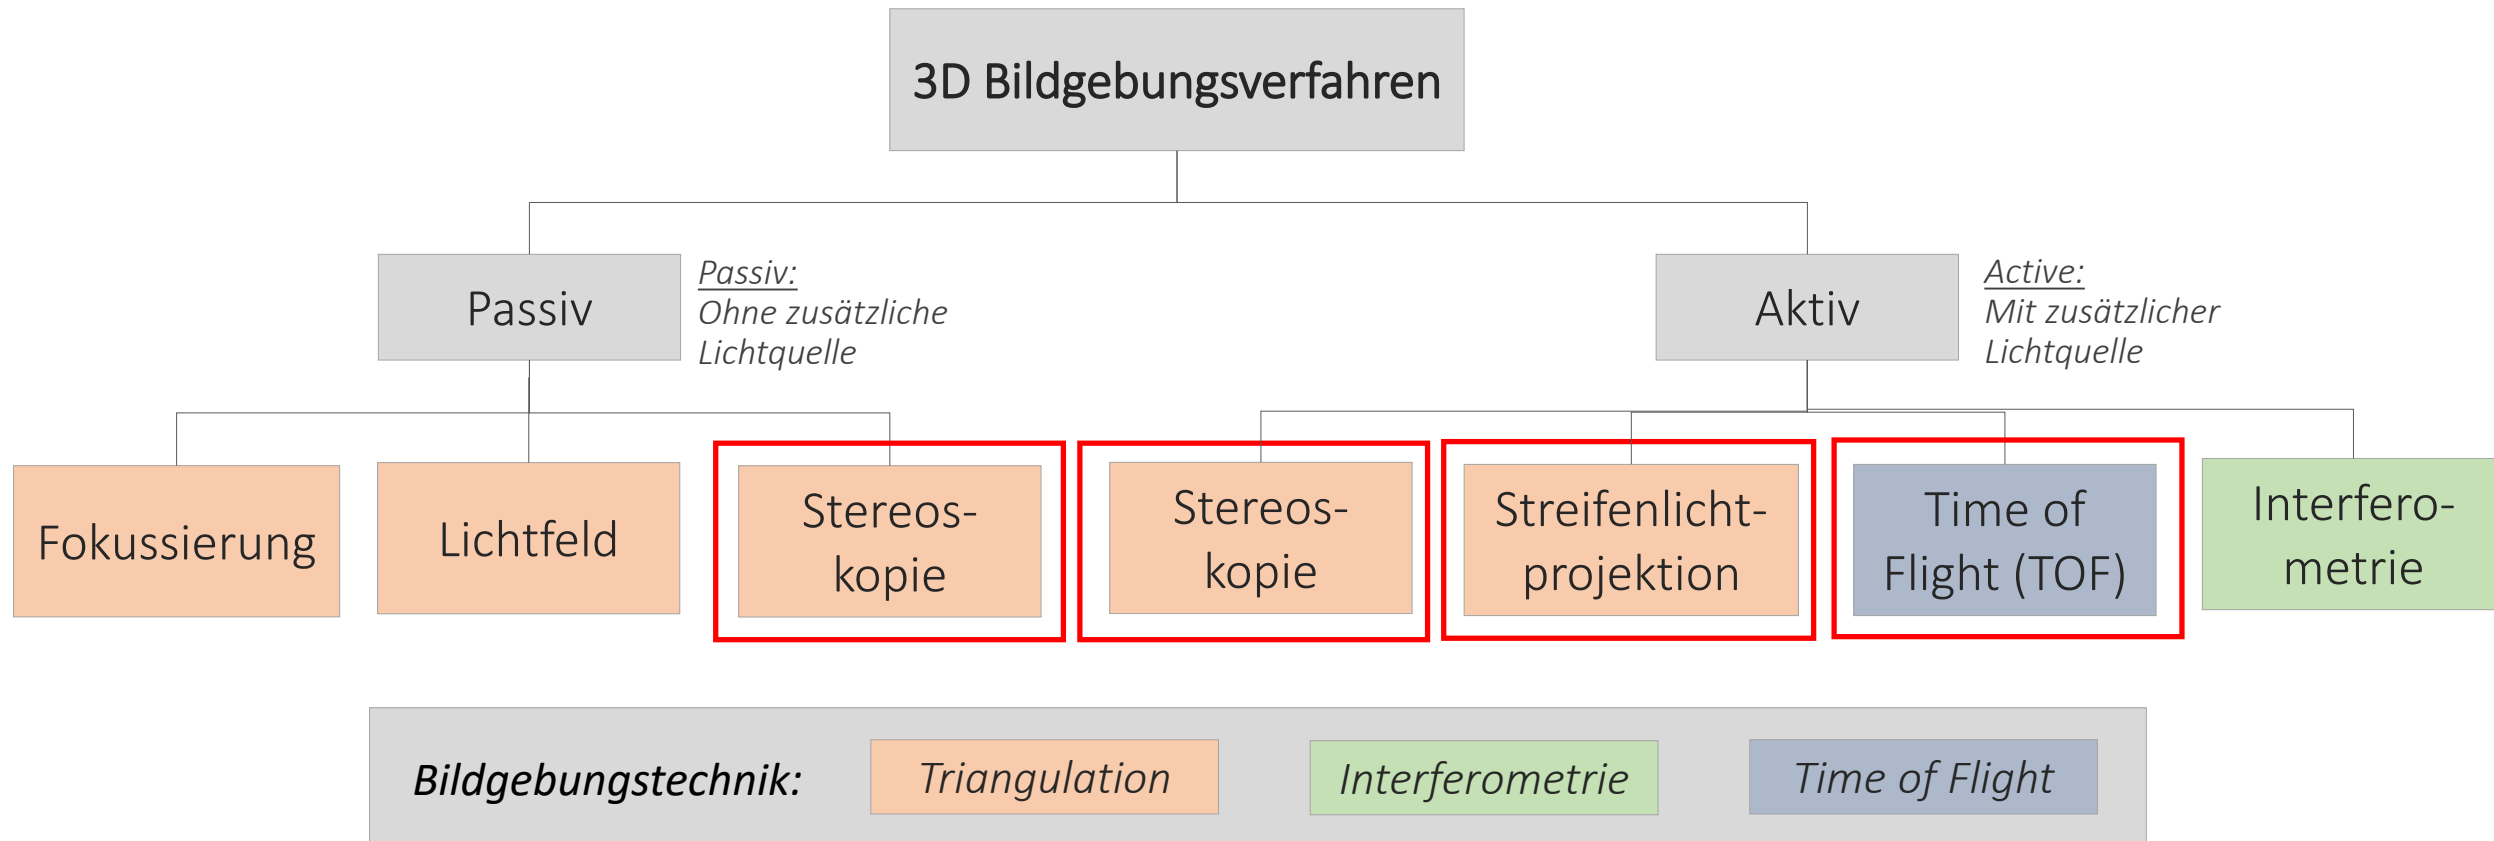 3D Bildgebungsverfahren
Passiv
Passiv:
Ohne zusätzliche
Lichtquelle
Aktiv
Active:
Mit zusätzlicher
Lichtquelle
Fokussierung
Lichtfeld
Stereos-
kopie
Stereos-
kopie
Streifenlicht-
projektion
Time of
Flight (TOF)
Interfero-
metrie
Bildgebungstechnik:
Triangulation
Interferometrie
Time of Flight